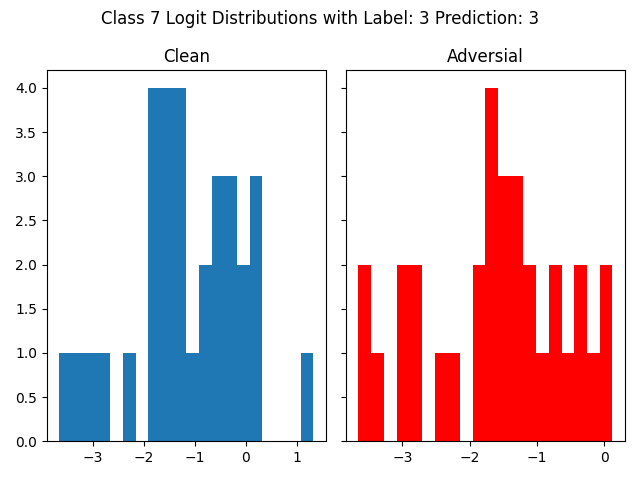 Class 7 Logit Distributions with Label: 3 Prediction: 3
Clean
Adversial
4.0
3.5
3.0
2.5
2.0
1.5
1.0
0.5
0.0
−3 −2 −1 0 1
−3 −2 −1 0